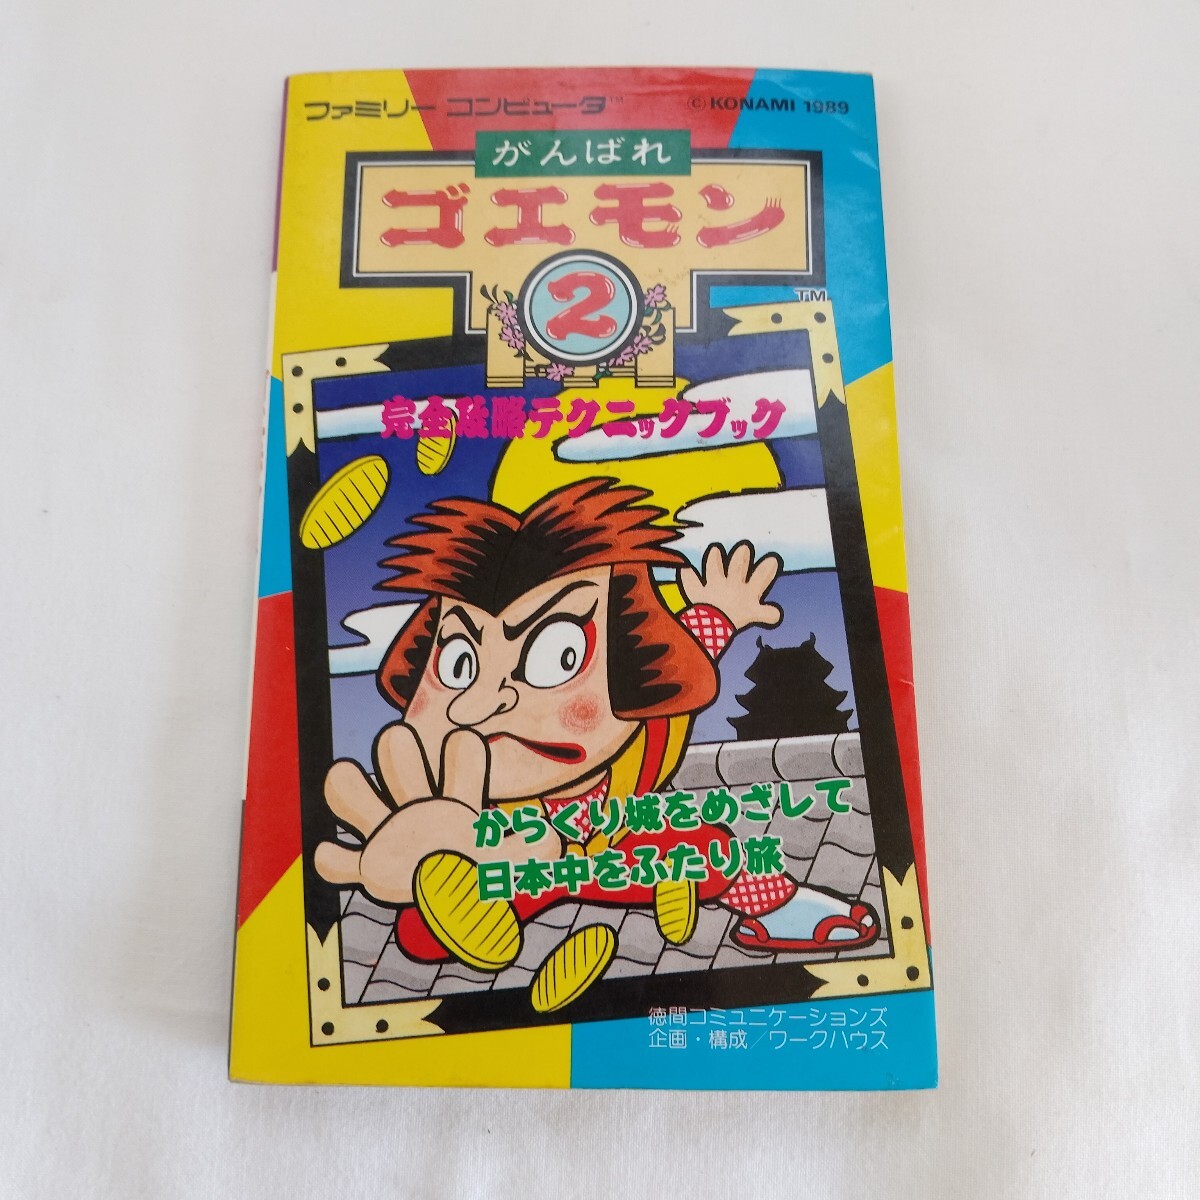 ファミリー コンピュータ™
©KONAMI 1989
がんばれ
ゴエモン
2
TM
完全攻略テクニックブック
からくり城をめざして
日本中をふたり旅
徳間コミュニケーションズ
企画・構成/ワークハウス